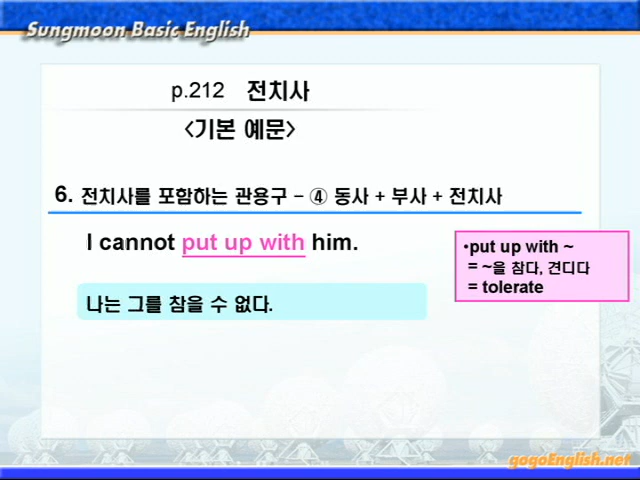 Sungmoon Basic English
p.212 전치사
<기본 예문>
6. 전치사를 포함하는 관용구 - ④ 동사 + 부사 + 전치사
I cannot put up with him.
•put up with ~
= ~을 참다, 견디다
= tolerate
나는 그를 참을 수 없다.
gogoEnglish.net